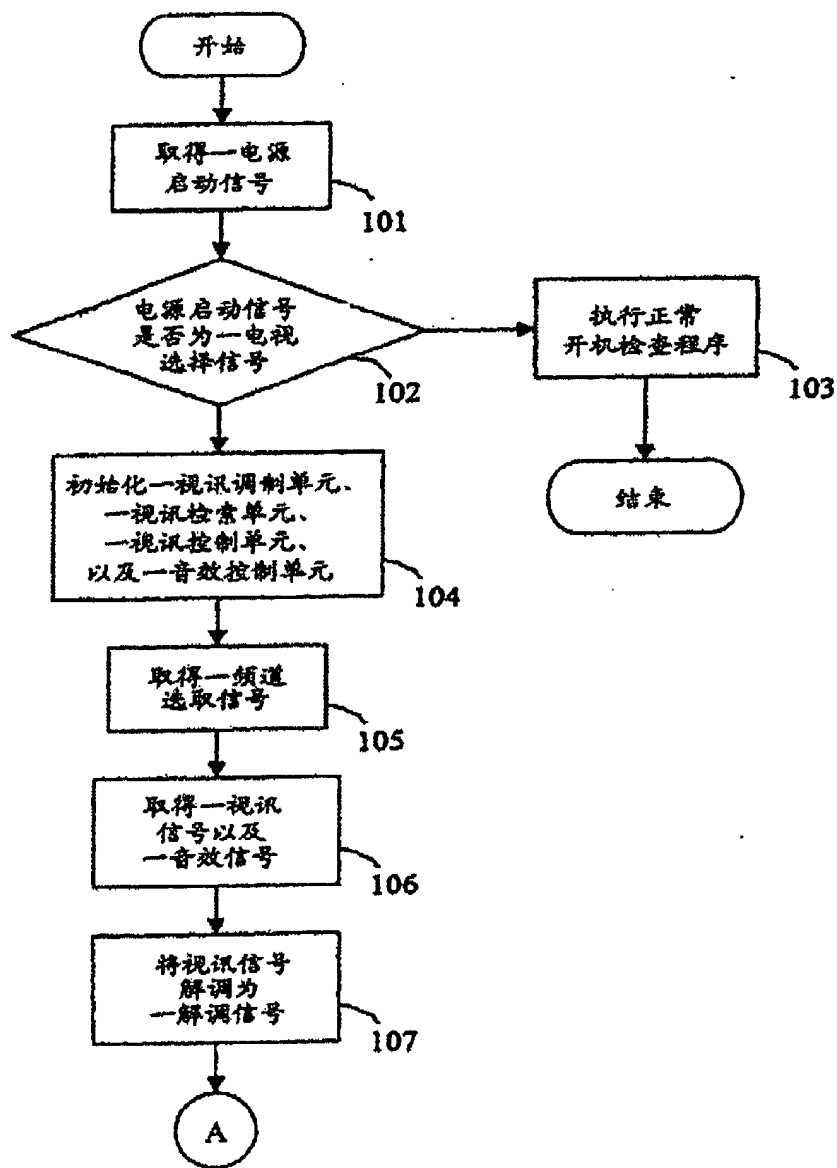 开始
取得一电源
启动信号
101
电源启动信号
是否为一电视
选择信号
102
执行正常
开机检查程序
103
结束
初始化一视讯调制单元、
一视讯检索单元、
一视讯控制单元、
以及一音效控制单元
104
取得一频道
选取信号
105
取得一视讯
信号以及
一音效信号
106
将视讯信号
解调为
一解调信号
107
A